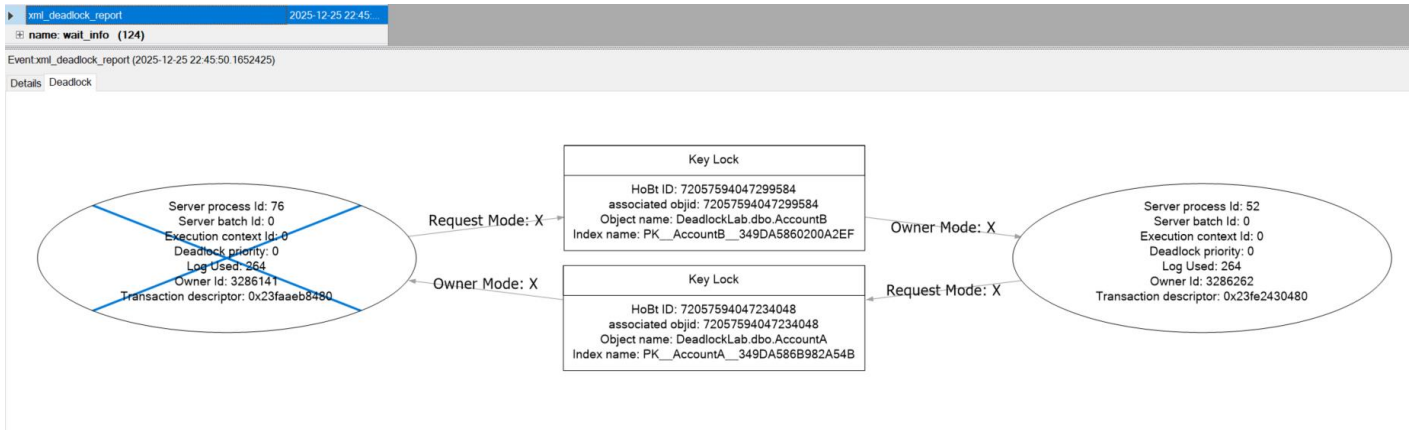 xml_deadlock_report 2025-12-25 22:45:...
name: wait_info (124)
Event:xml_deadlock_report (2025-12-25 22:45:50.1652425)
Details Deadlock
Server process Id: 76
Server batch Id: 0
Execution context Id: 0
Deadlock priority: 0
Log Used: 264
Owner Id: 3286141
Transaction descriptor: 0x23faaeb8480
Request Mode: X
Owner Mode: X
Key Lock
HoBt ID: 72057594047299584
associated objid: 72057594047299584
Object name: DeadlockLab.dbo.AccountB
Index name: PK__AccountB__349DA5860200A2EF
Key Lock
HoBt ID: 72057594047234048
associated objid: 72057594047234048
Object name: DeadlockLab.dbo.AccountA
Index name: PK__AccountA__349DA586B982A54B
Owner Mode: X
Request Mode: X
Server process Id: 52
Server batch Id: 0
Execution context Id: 0
Deadlock priority: 0
Log Used: 264
Owner Id: 3286262
Transaction descriptor: 0x23fe2430480